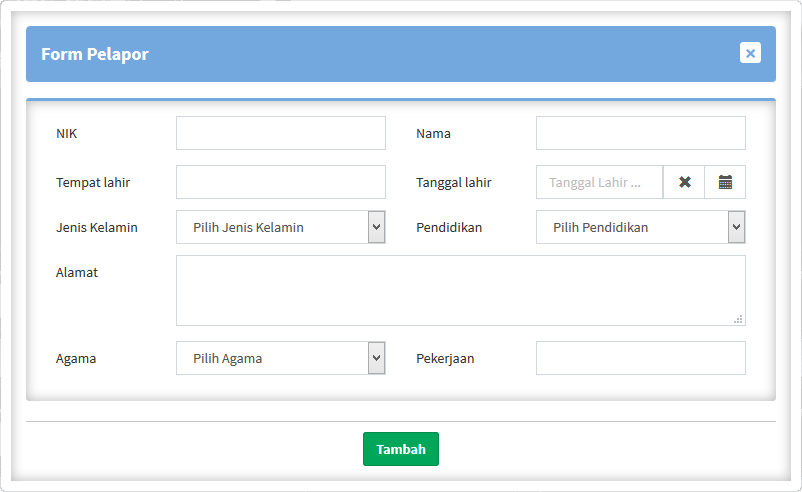 Form Pelapor
NIK
Nama
Tempat lahir
Tanggal lahir
Tanggal Lahir ...
Jenis Kelamin
Pilih Jenis Kelamin
Pendidikan
Pilih Pendidikan
Alamat
Agama
Pilih Agama
Pekerjaan
Tambah